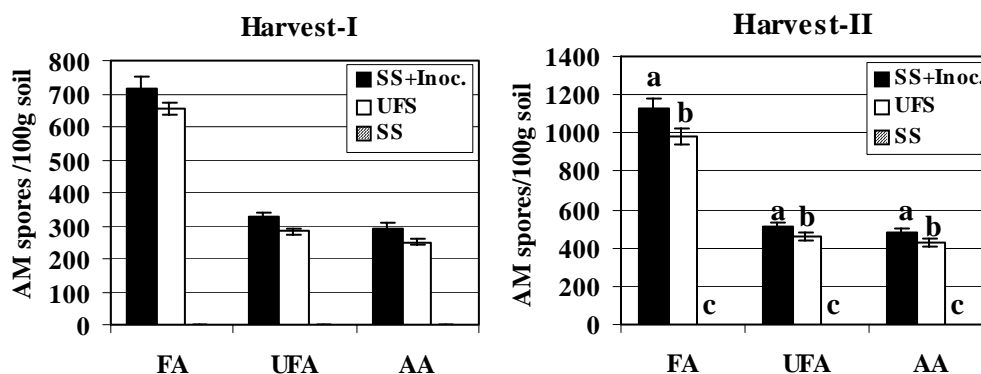 Harvest-I
AM spores /100g soil
800
700
600
500
400
300
200
100
0
SS+Inoc.
UFS
SS
FA UFA AA
Harvest-II
AM spores/100g soil
1400
1200
1000
800
600
400
200
0
SS+Inoc.
UFS
SS
a b c a b c a b c
FA UFA AA